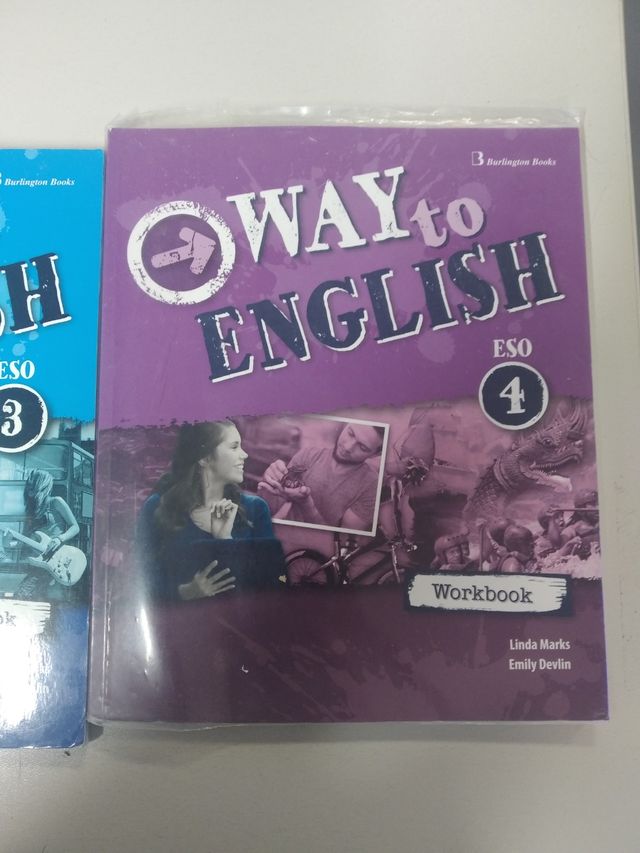 Burlington Books
ESO
3
Burlington Books
WAY to
ENGLISH
ESO
4
Workbook
Linda Marks
Emily Devlin